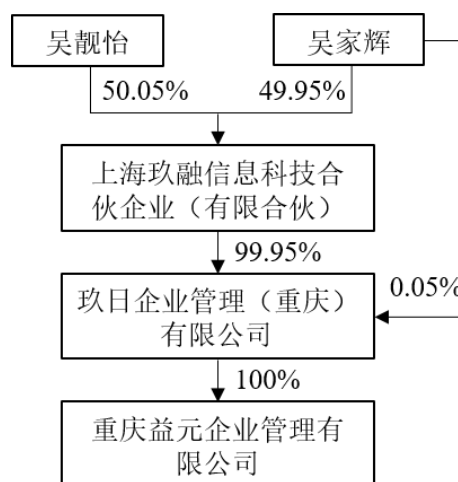 吴靓怡
吴家辉
50.05%
49.95%
上海玖融信息科技合
伙企业（有限合伙）
99.95%
玖日企业管理（重庆）
有限公司
0.05%
100%
重庆益元企业管理有
限公司